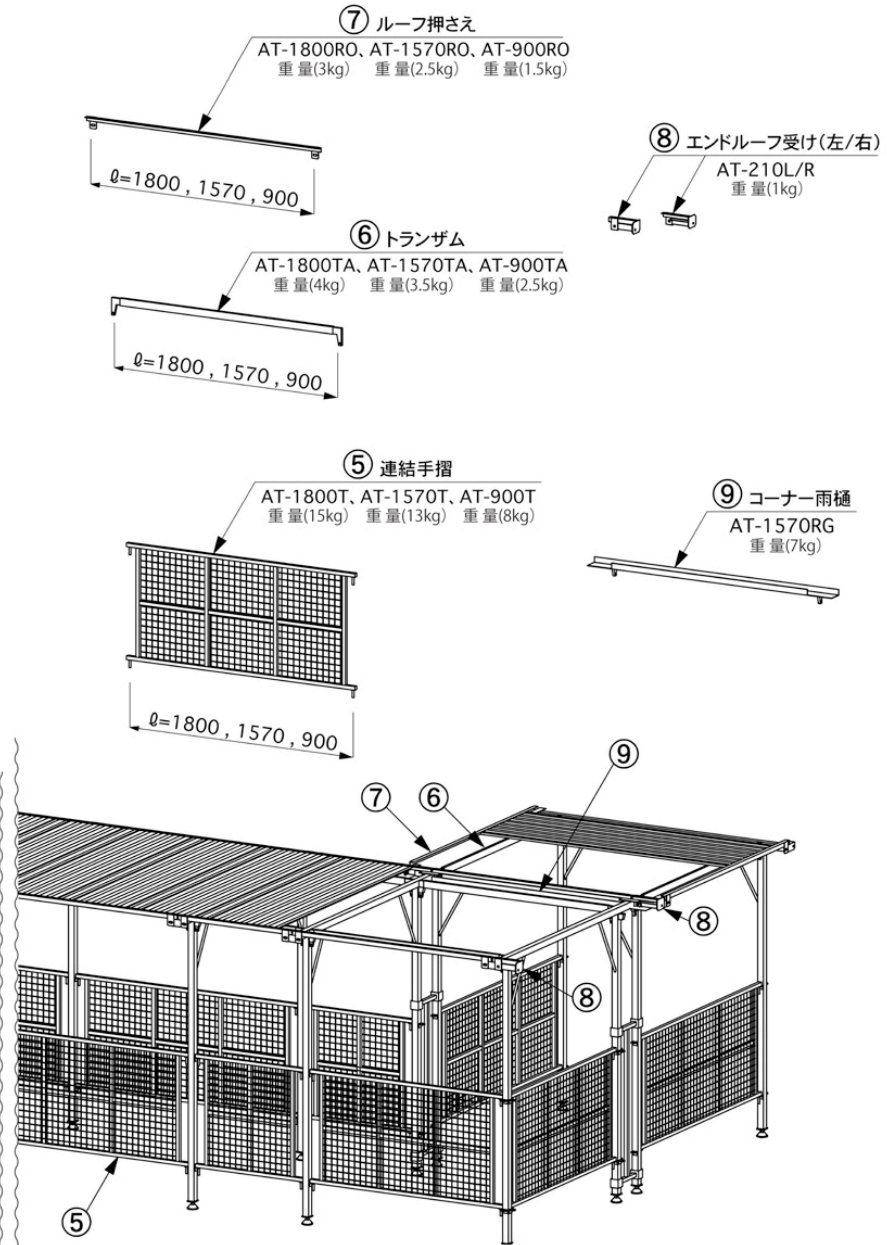 ⑦ ルーフ押さえ
AT-1800RO、AT-1570RO、AT-900RO
重量(3kg) 重量(2.5kg) 重量(1.5kg)
ℓ=1800 , 1570 , 900
⑧ エンドルーフ受け(左/右)
AT-210L/R
重量(1kg)
⑥ トランザム
AT-1800TA、AT-1570TA、AT-900TA
重量(4kg) 重量(3.5kg) 重量(2.5kg)
ℓ=1800 , 1570 , 900
⑤ 連結手摺
AT-1800T、AT-1570T、AT-900T
重量(15kg) 重量(13kg) 重量(8kg)
ℓ=1800 , 1570 , 900
⑨ コーナー雨樋
AT-1570RG
重量(7kg)
⑨
⑦
⑥
⑧
⑧
⑤